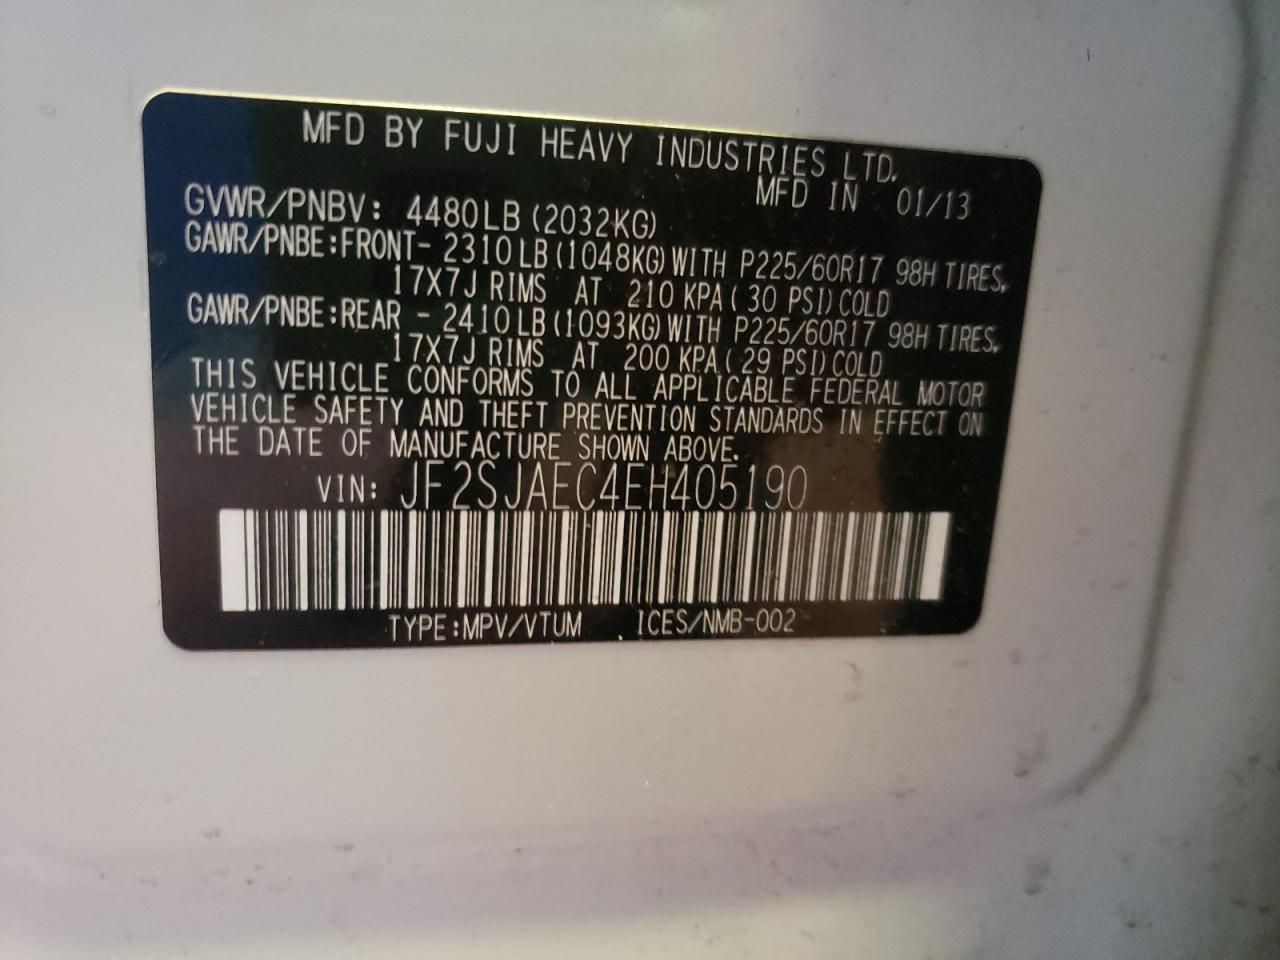 MFD BY FUJI HEAVY INDUSTRIES LTD.
MFD IN 01/13
GVWR/PNBV: 4480LB (2032KG)
GAWR/PNBE:FRONT- 2310LB(1048KG)WITH P225/60R17 98H TIRES,
17X7J RIMS AT 210 KPA( 30 PSI)COLD
GAWR/PNBE:REAR - 2410LB(1093KG)WITH P225/60R17 98H TIRES,
17X7J RIMS AT 200 KPA( 29 PSI)COLD
THIS VEHICLE CONFORMS TO ALL APPLICABLE FEDERAL MOTOR
VEHICLE SAFETY AND THEFT PREVENTION STANDARDS IN EFFECT ON
THE DATE OF MANUFACTURE SHOWN ABOVE.
VIN: JF2SJAEC4EH405190
TYPE:MPV/VTUM ICES/NMB-002